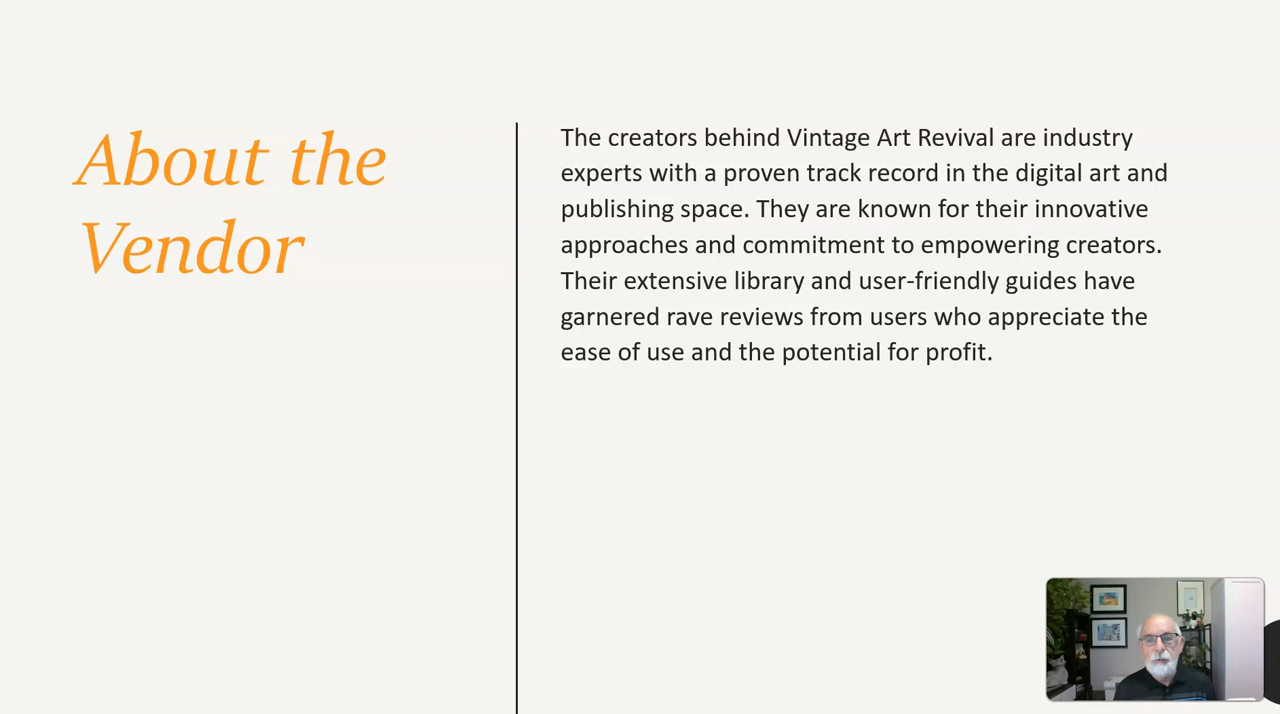 About the
Vendor
The creators behind Vintage Art Revival are industry
experts with a proven track record in the digital art and
publishing space. They are known for their innovative
approaches and commitment to empowering creators.
Their extensive library and user-friendly guides have
garnered rave reviews from users who appreciate the
ease of use and the potential for profit.